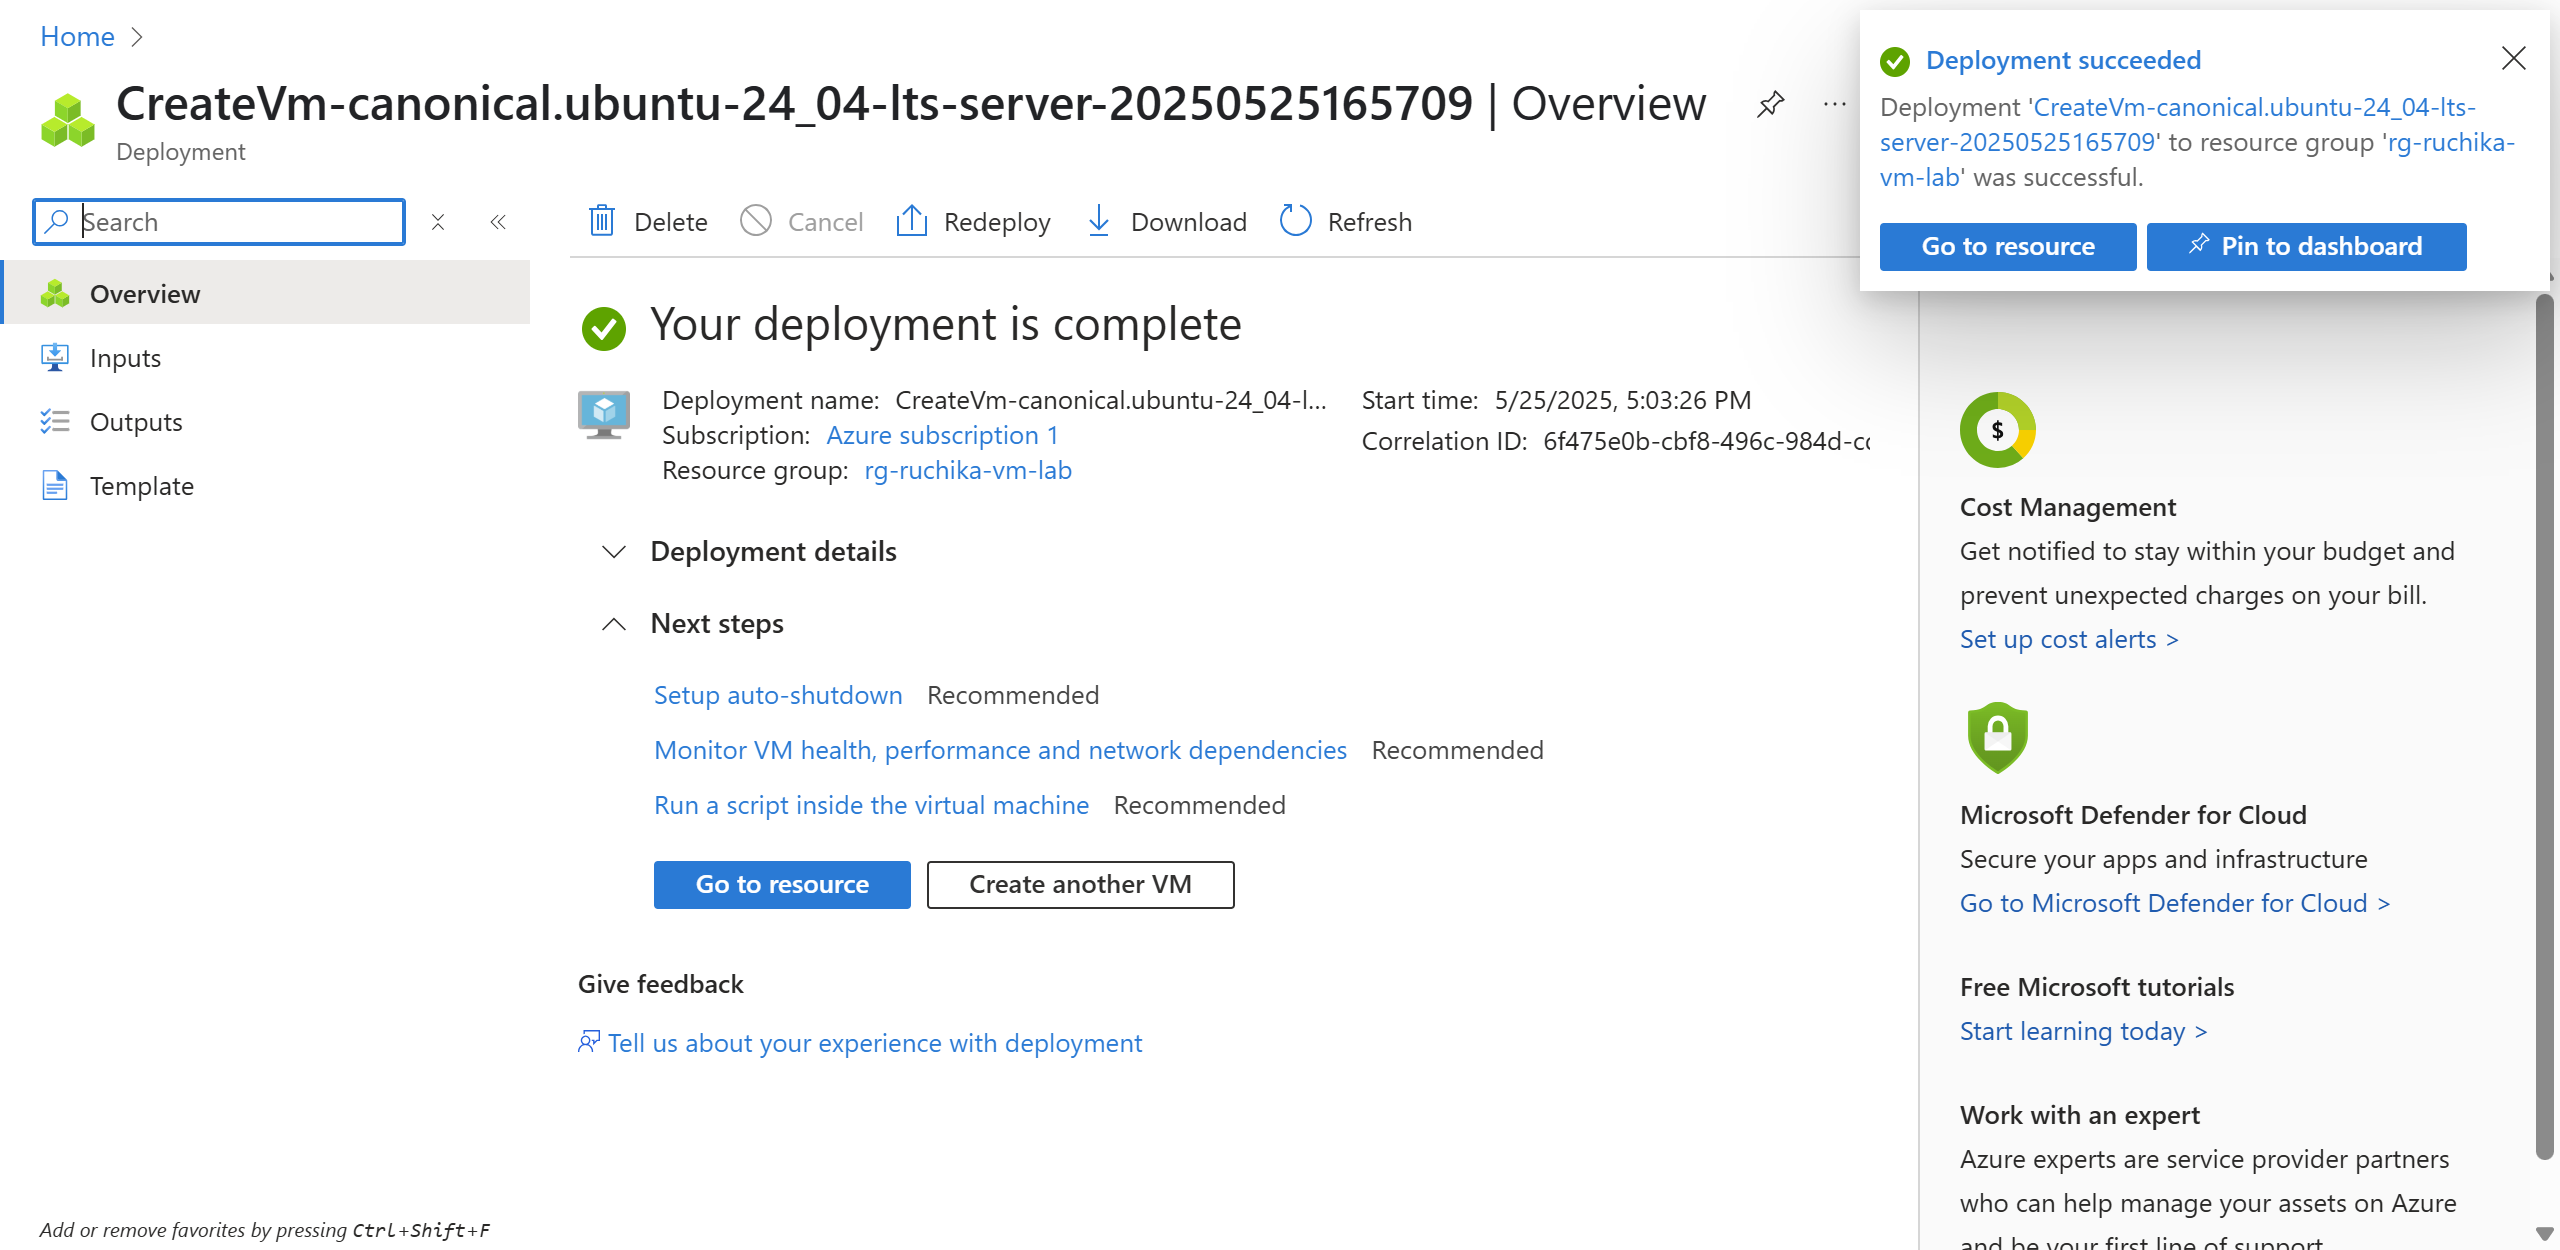 Home
CreateVm-canonical.ubuntu-24_04-lts-server-20250525165709 | Overview
Deployment
Search
Overview
Inputs
Outputs
Template
Add or remove favorites by pressing Ctrl+Shift+F
Delete
Cancel
Redeploy
Download
Refresh
Your deployment is complete
Deployment name: CreateVm-canonical.ubuntu-24_04-l...
Subscription: Azure subscription 1
Resource group: rg-ruchika-vm-lab
Start time: 5/25/2025, 5:03:26 PM
Correlation ID: 6f475e0b-cbf8-496c-984d-cc
Deployment details
Next steps
Setup auto-shutdown Recommended
Monitor VM health, performance and network dependencies Recommended
Run a script inside the virtual machine Recommended
Go to resource
Create another VM
Give feedback
Tell us about your experience with deployment
Deployment succeeded
Deployment 'CreateVm-canonical.ubuntu-24_04-lts-
server-20250525165709' to resource group 'rg-ruchika-
vm-lab' was successful.
Go to resource
Pin to dashboard
$
Cost Management
Get notified to stay within your budget and
prevent unexpected charges on your bill.
Set up cost alerts >
Microsoft Defender for Cloud
Secure your apps and infrastructure
Go to Microsoft Defender for Cloud >
Free Microsoft tutorials
Start learning today >
Work with an expert
Azure experts are service provider partners
who can help manage your assets on Azure
and be your first line of support.